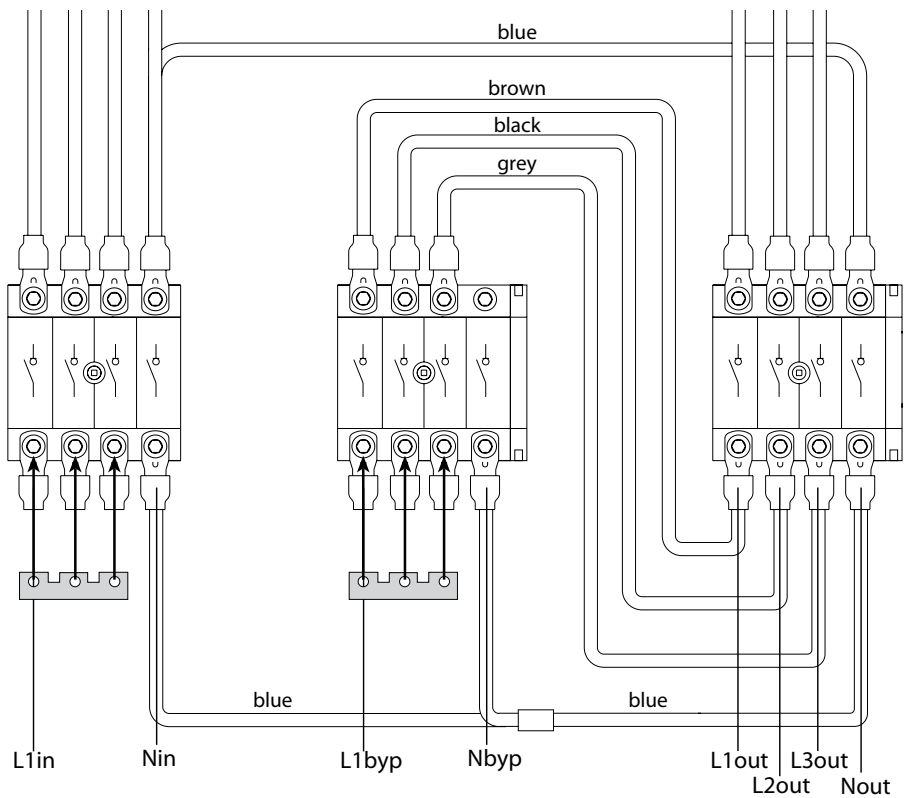 blue
brown
black
grey
blue
blue
L1in
Nin
L1byp
Nbyp
L1out
L3out
L2out
Nout